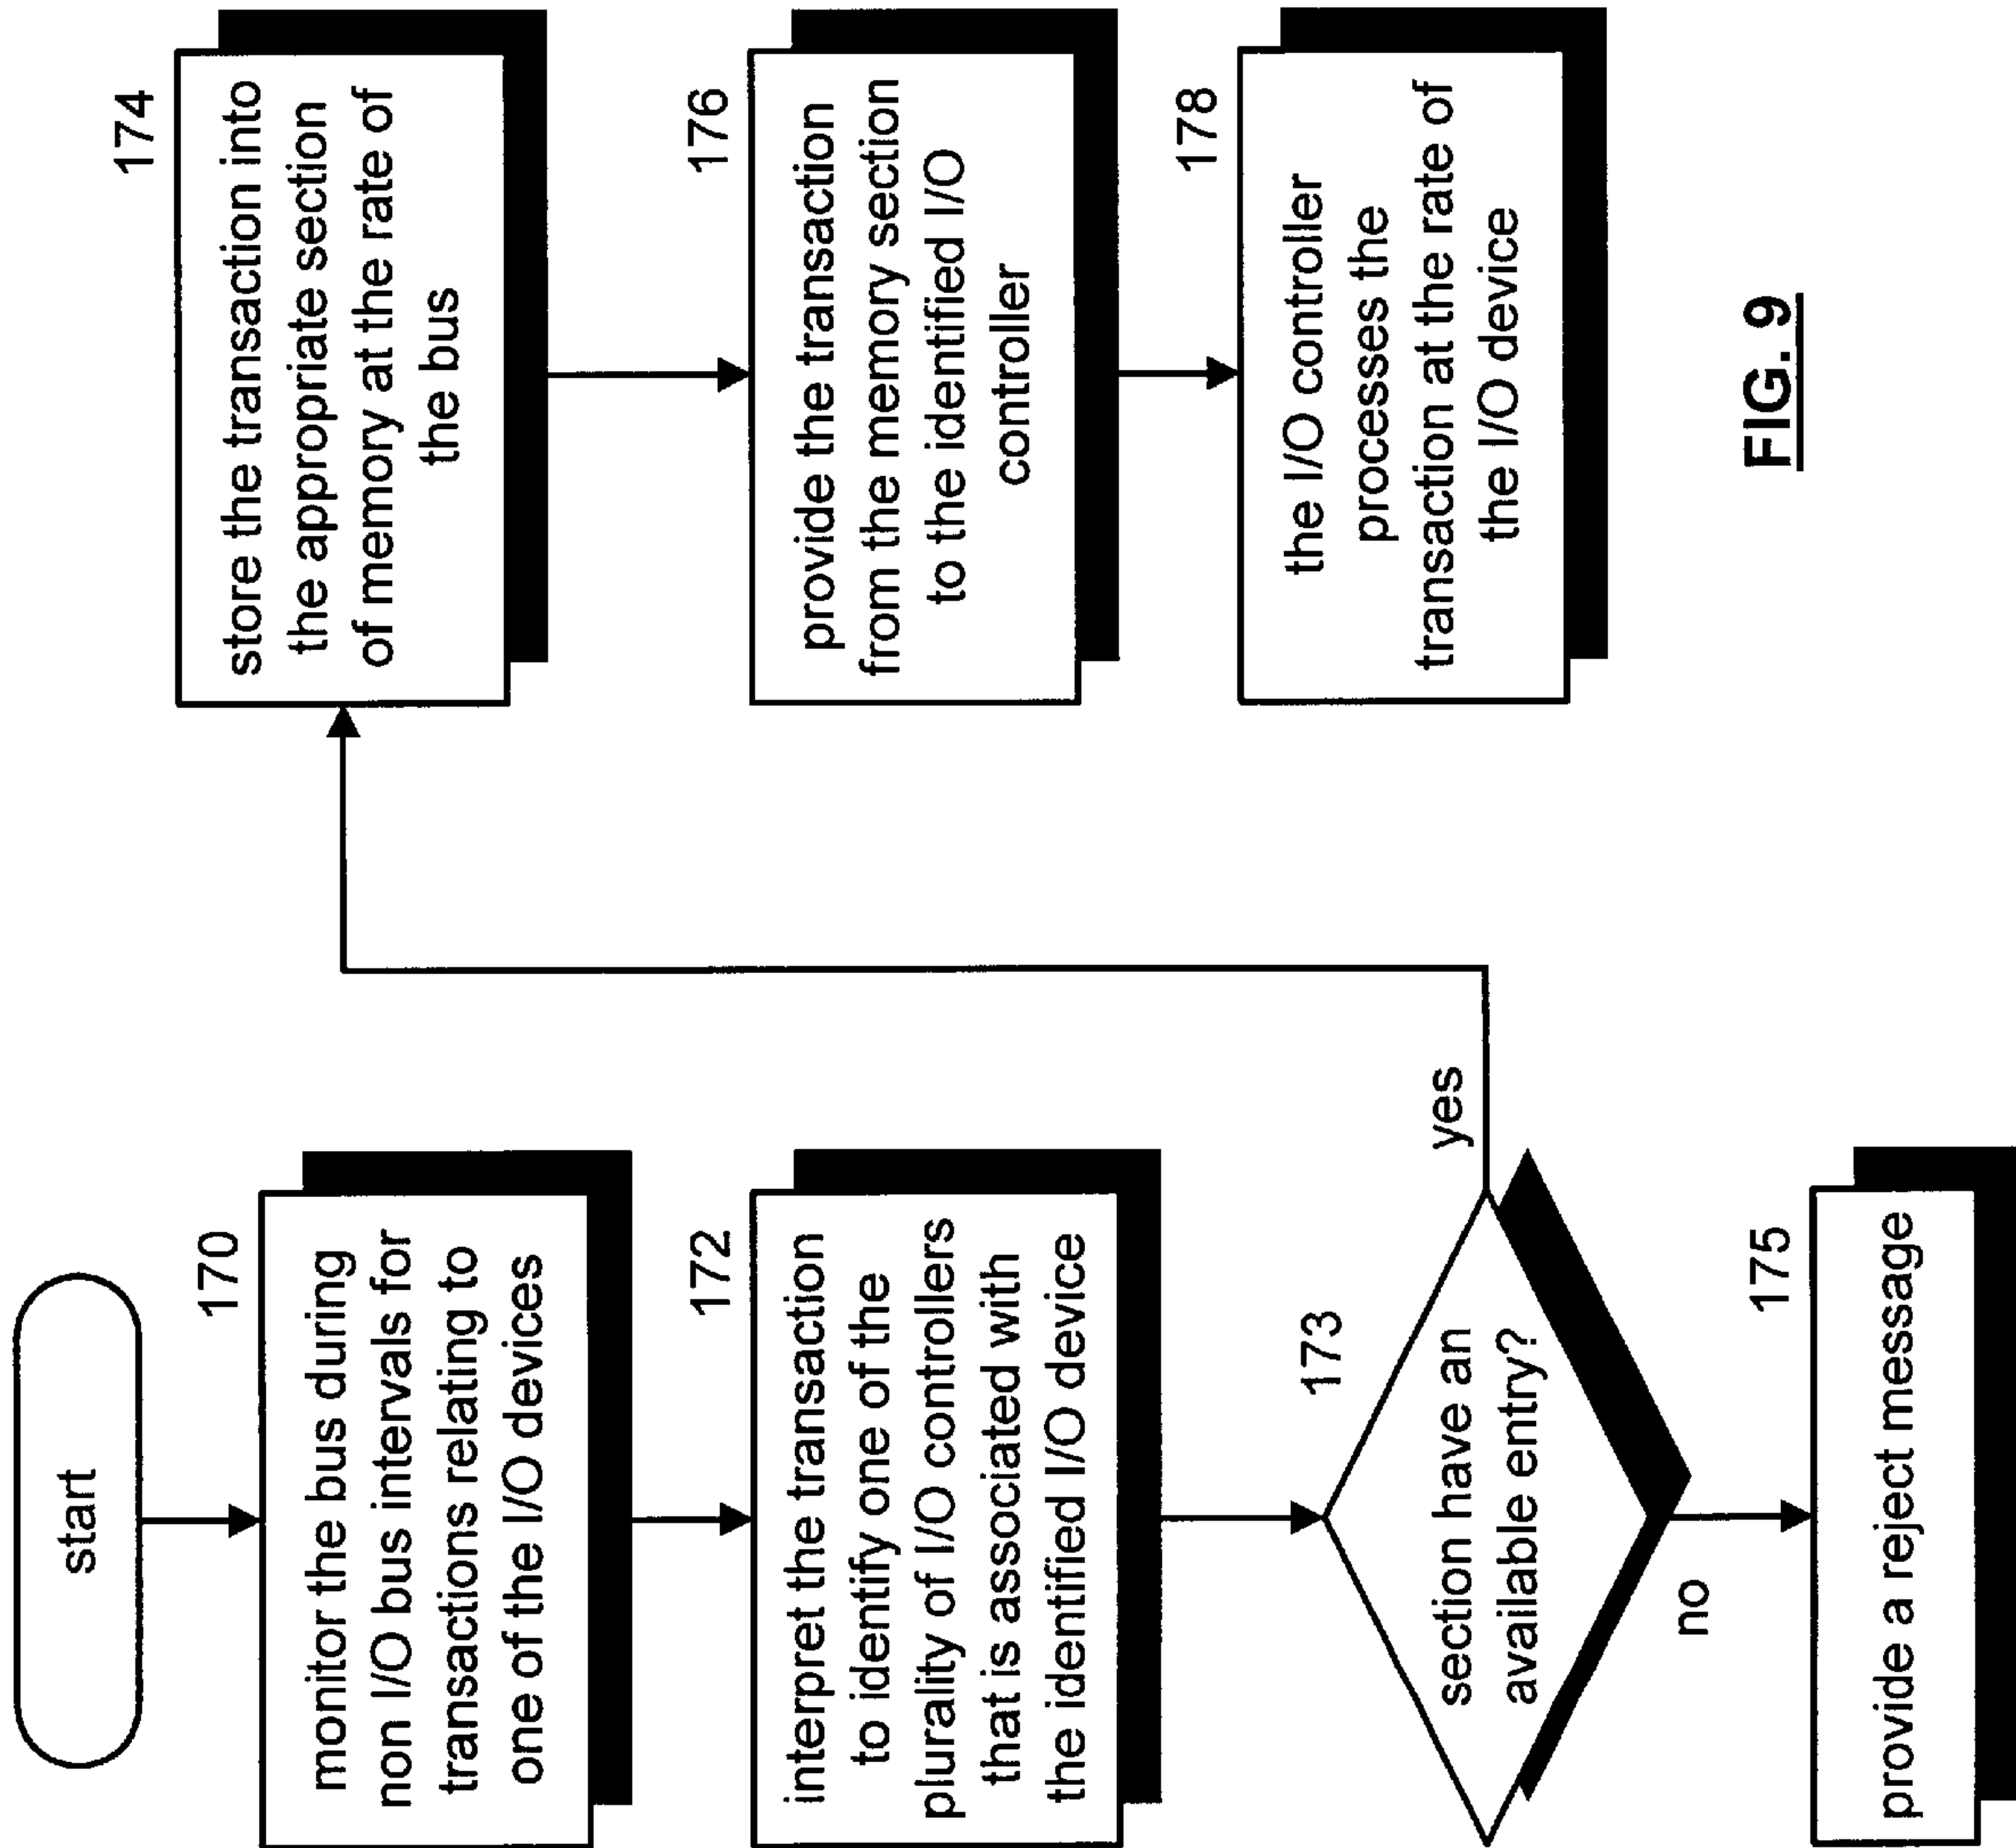 start
170
monitor the bus during
non I/O bus intervals for
transactions relating to
one of the I/O devices
172
interpret the transaction
to identify one of the
plurality of I/O controllers
that is associated with
the identified I/O device
173
section have an
available entry?
yes
no
175
provide a reject message
174
store the transaction into
the appropriate section
of memory at the rate of
the bus
176
provide the transaction
from the memory section
to the identified I/O
controller
178
the I/O controller
processes the
transaction at the rate of
the I/O device
FIG. 9